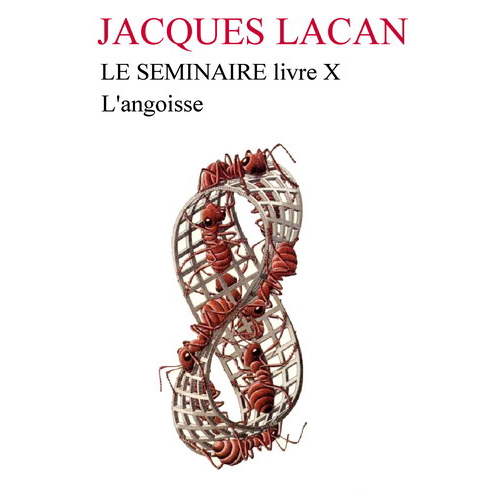 JACQUES LACAN
LE SEMINAIRE livre X
L'angoisse